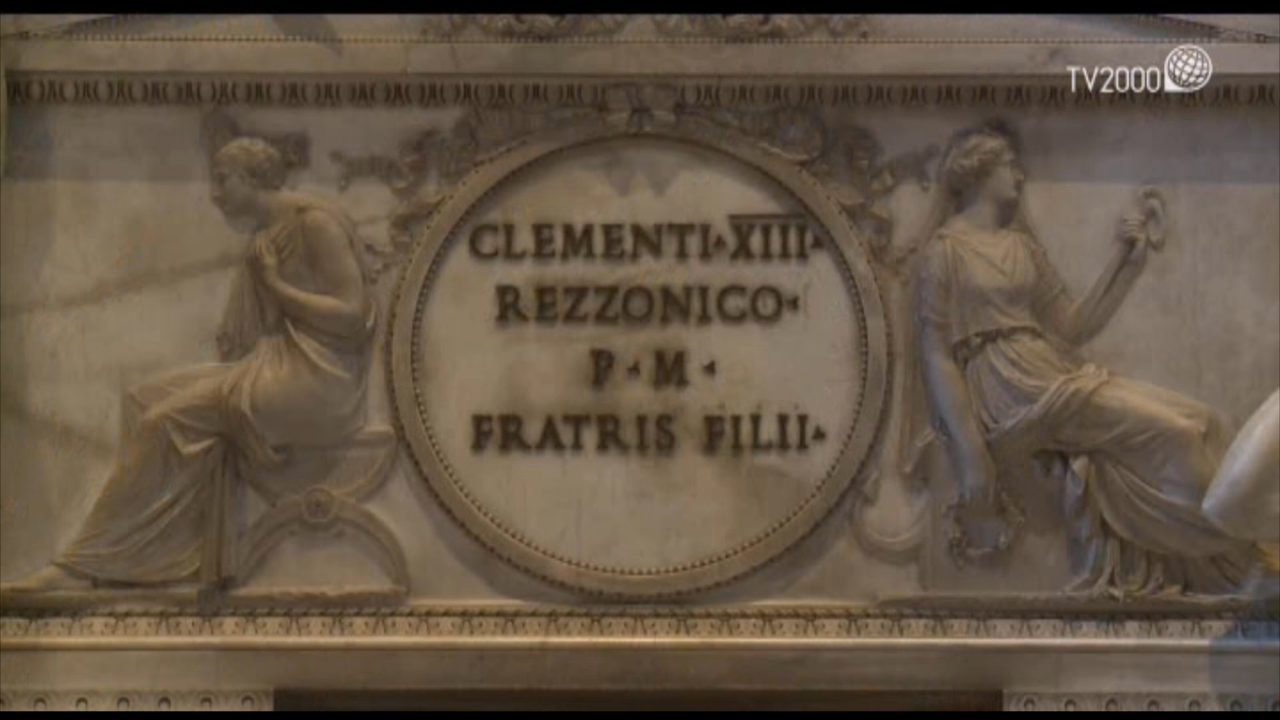 TV2000
CLEMENTI·XIII·
REZZONICO·
P·M·
FRATRIS FILII·